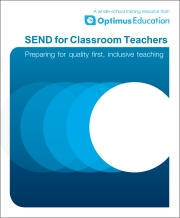 A whole-school training resource from
Optimus Education
SEND for Classroom Teachers
Preparing for quality first, inclusive teaching